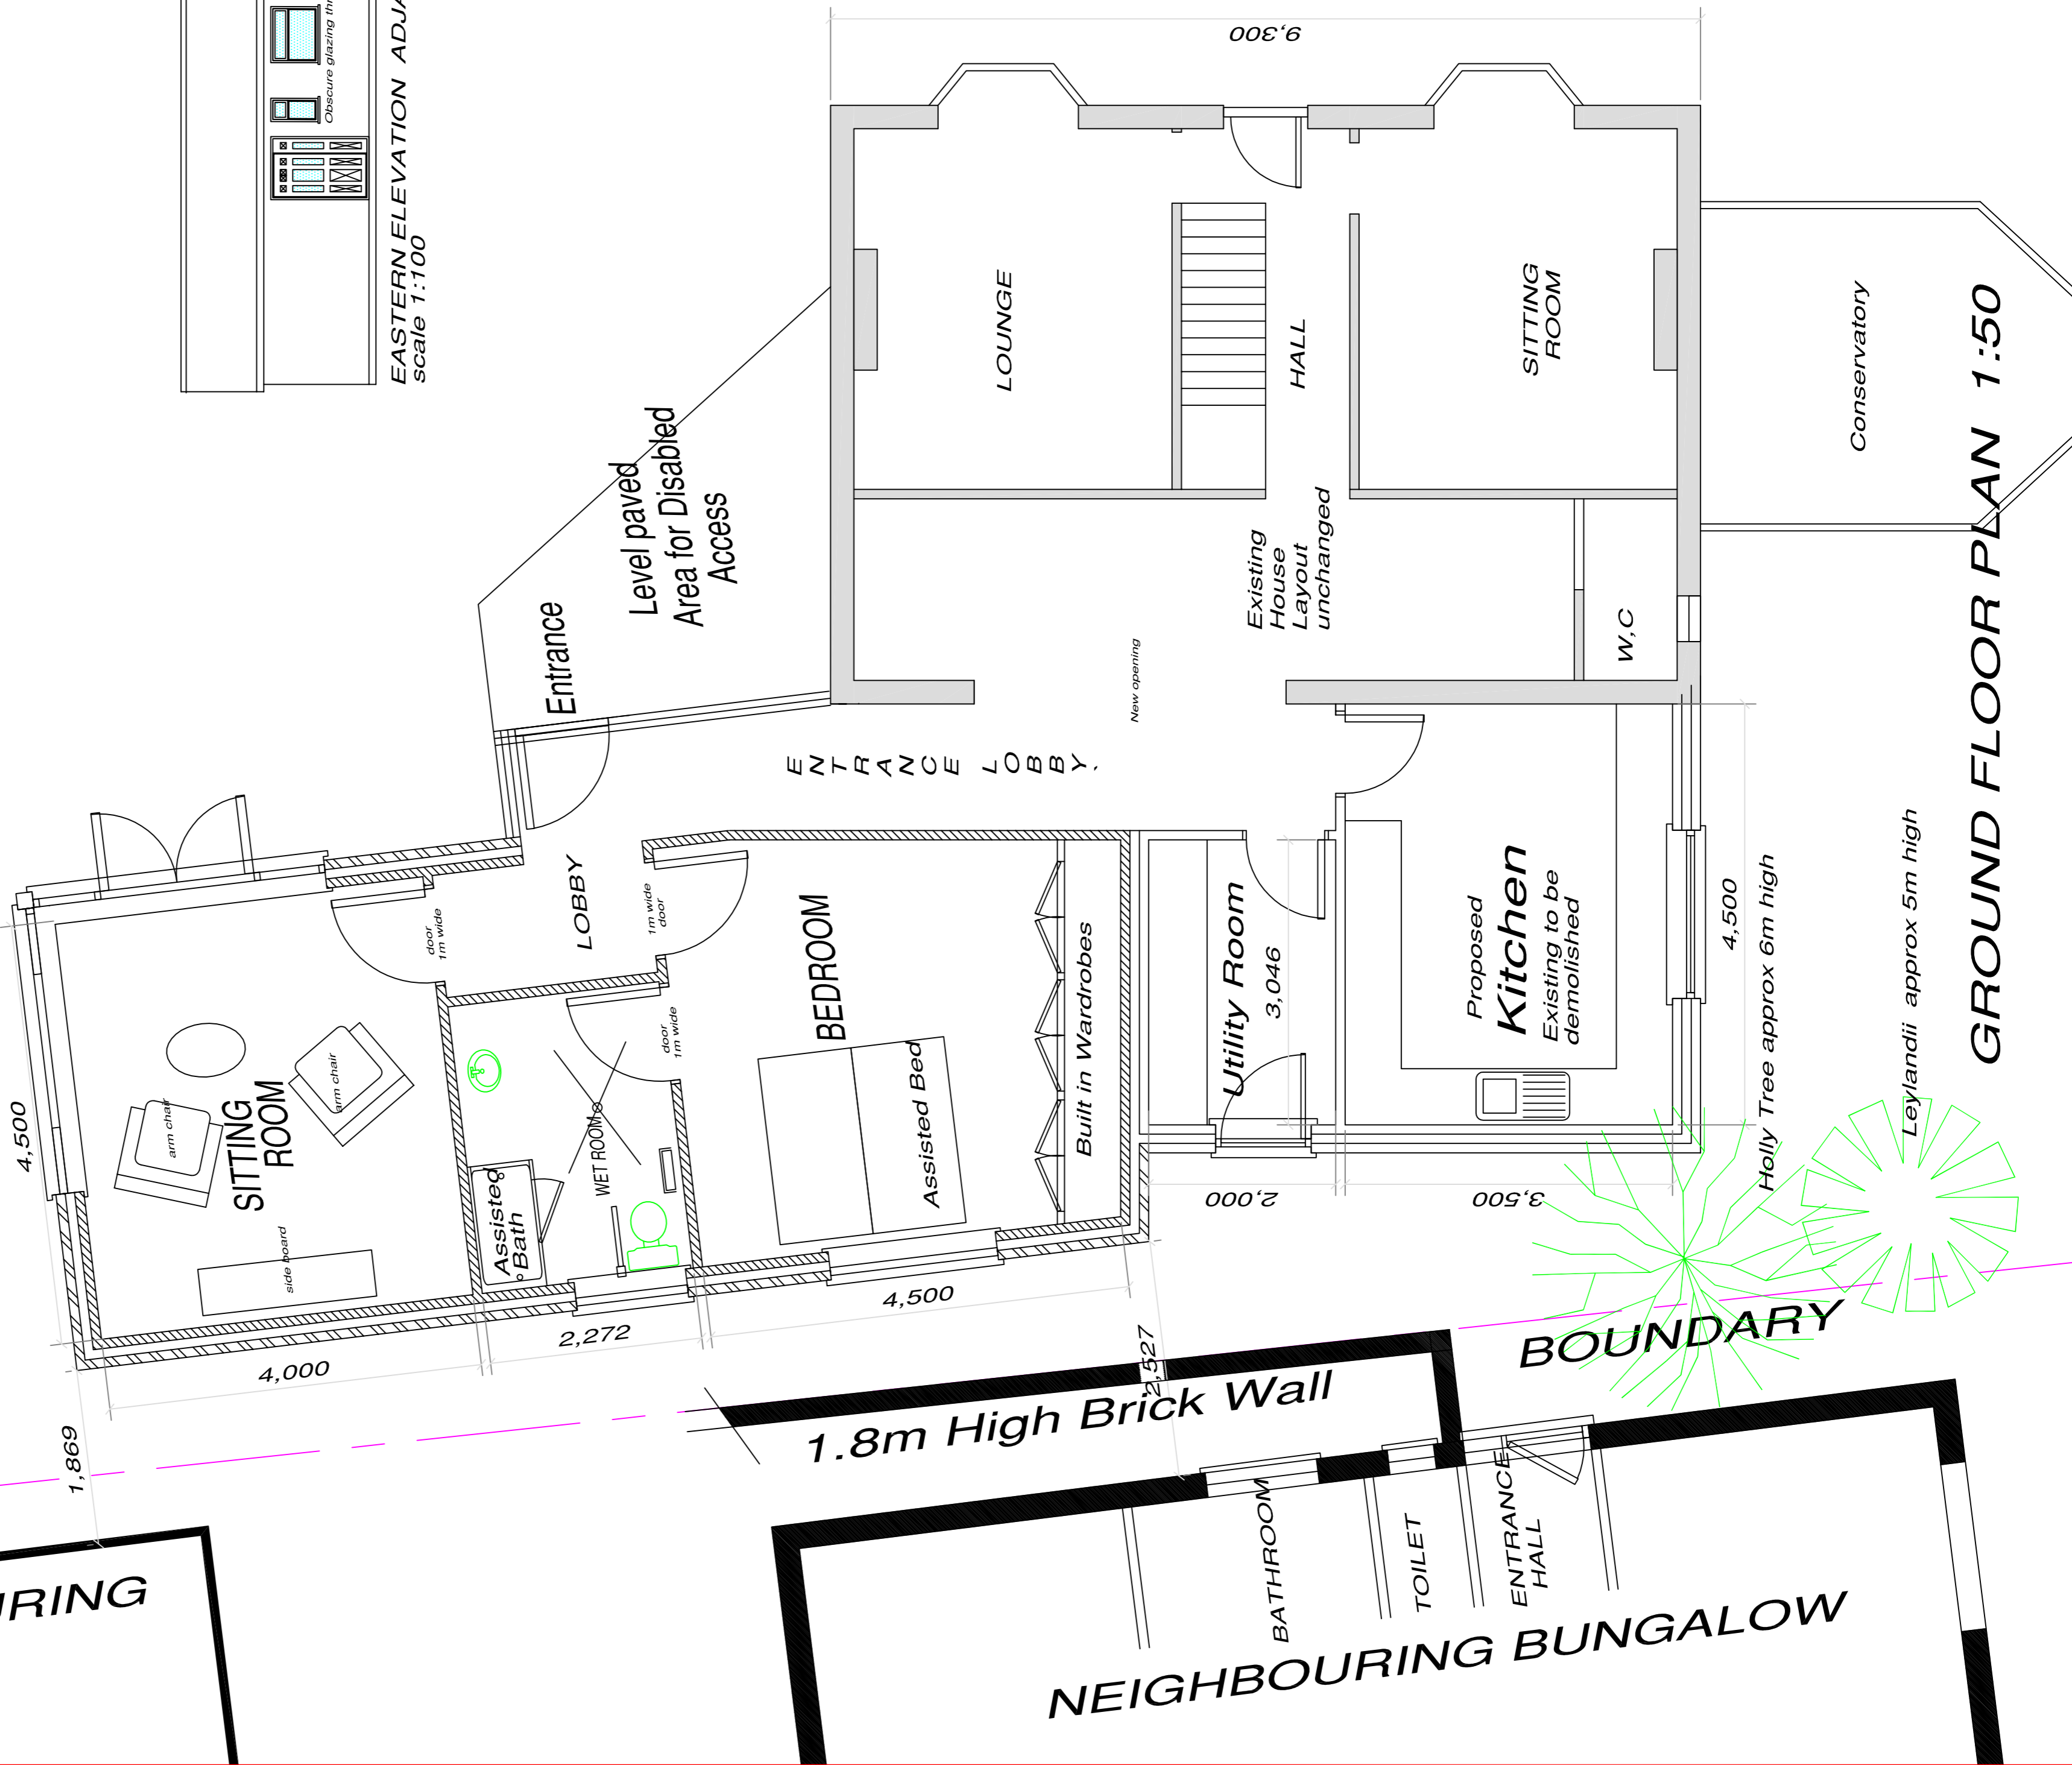 Obscure glazing
EASTERN ELEVATION ADJA
scale 1:100
9,300
LOUNGE
HALL
SITTING
ROOM
Conservatory
GROUND FLOOR PLAN 1:50
Level paved
Area for Disabled
Access
Entrance
Existing
House
Layout
unchanged
W,C
New opening
ENTRANCE LOBBY.
LOBBY
door
1m wide
1m wide
door
door
1m wide
BEDROOM
Built in Wardrobes
Assisted Bed
Utility Room
3,046
Proposed
Kitchen
Existing to be
demolished
4,500
Holly Tree approx 6m high
Leylandii approx 5m high
4,500
arm chair
arm chair
SITTING
ROOM
side board
WET ROOM
Assisted
Bath
2,000
3,500
4,500
2,272
4,000
2,527
1,869
BOUNDARY
1.8m High Brick Wall
BATHROOM
TOILET
ENTRANCE
HALL
NEIGHBOURING BUNGALOW
URING